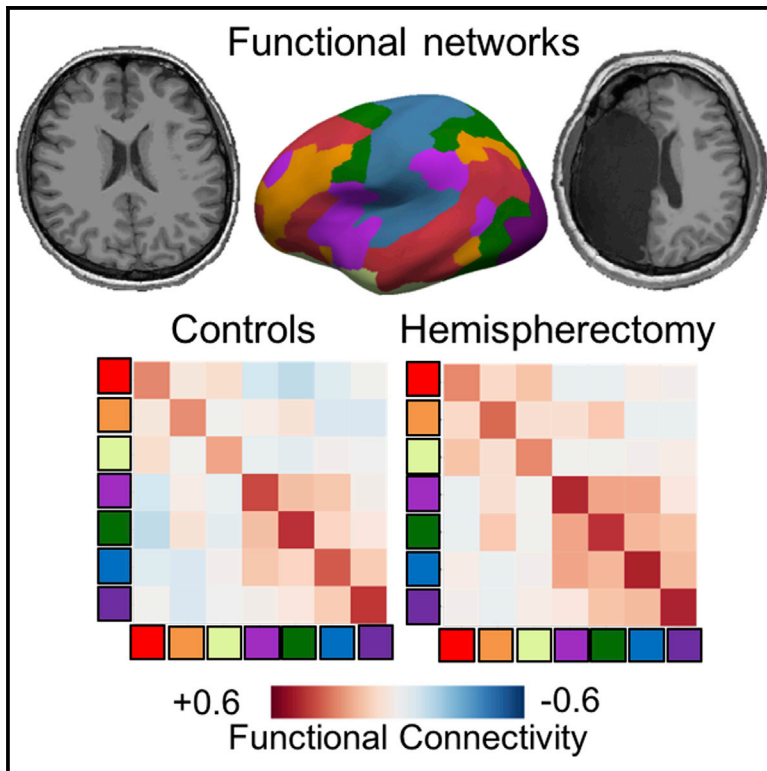 Functional networks
Controls
Hemispherectomy
+0.6
-0.6
Functional Connectivity